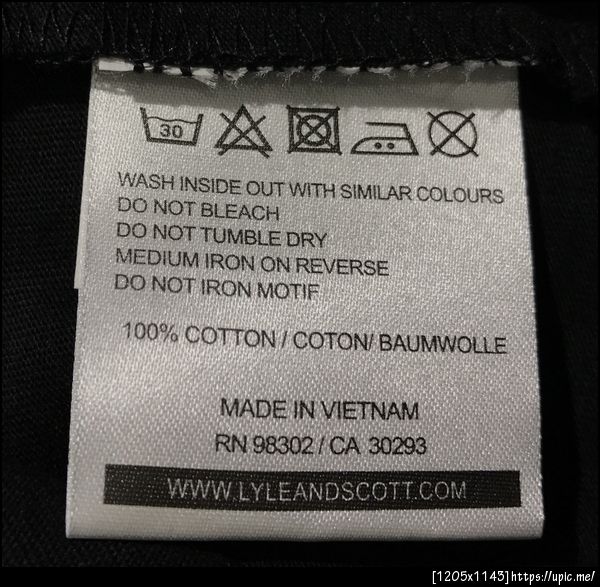 30
WASH INSIDE OUT WITH SIMILAR COLOURS
DO NOT BLEACH
DO NOT TUMBLE DRY
MEDIUM IRON ON REVERSE
DO NOT IRON MOTIF
100% COTTON / COTON/ BAUMWOLLE
MADE IN VIETNAM
RN 98302 / CA 30293
WWW.LYLEANDSCOTT.COM
[1205x1143]https://upic.me/